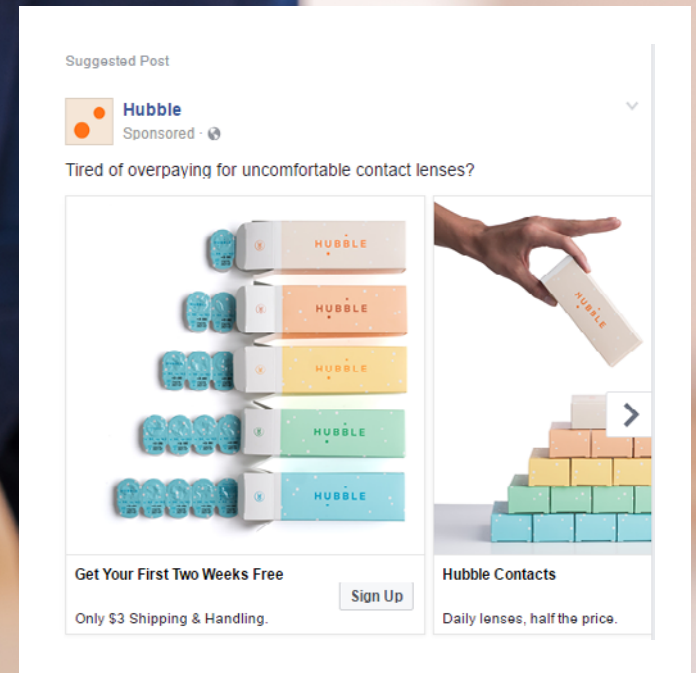 Suggested Post
Hubble
Sponsored ·
Tired of overpaying for uncomfortable contact lenses?
HUBBLE
HUBBLE
HUBBLE
HUBBLE
HUBBLE
HUBBLE
Get Your First Two Weeks Free
Sign Up
Only $3 Shipping & Handling.
Hubble Contacts
Daily lenses, half the price.